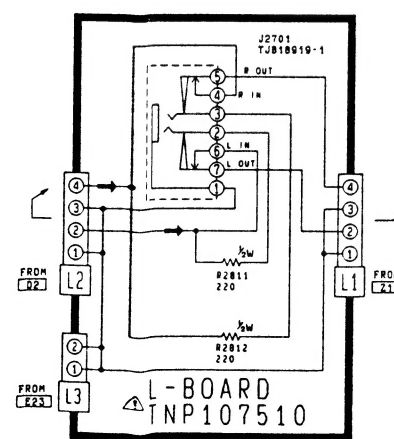 J2701
TJB18919-1
5 R OUT
4 R IN
3
2
6 L IN
7 L OUT
1
4
3
2
1
L2
FROM
D2
4
3
2
1
L1
FRO
Z1
1/2W
R2811
220
1/2W
R2812
220
2
1
L3
FROM
E23
L-BOARD
TNP107510